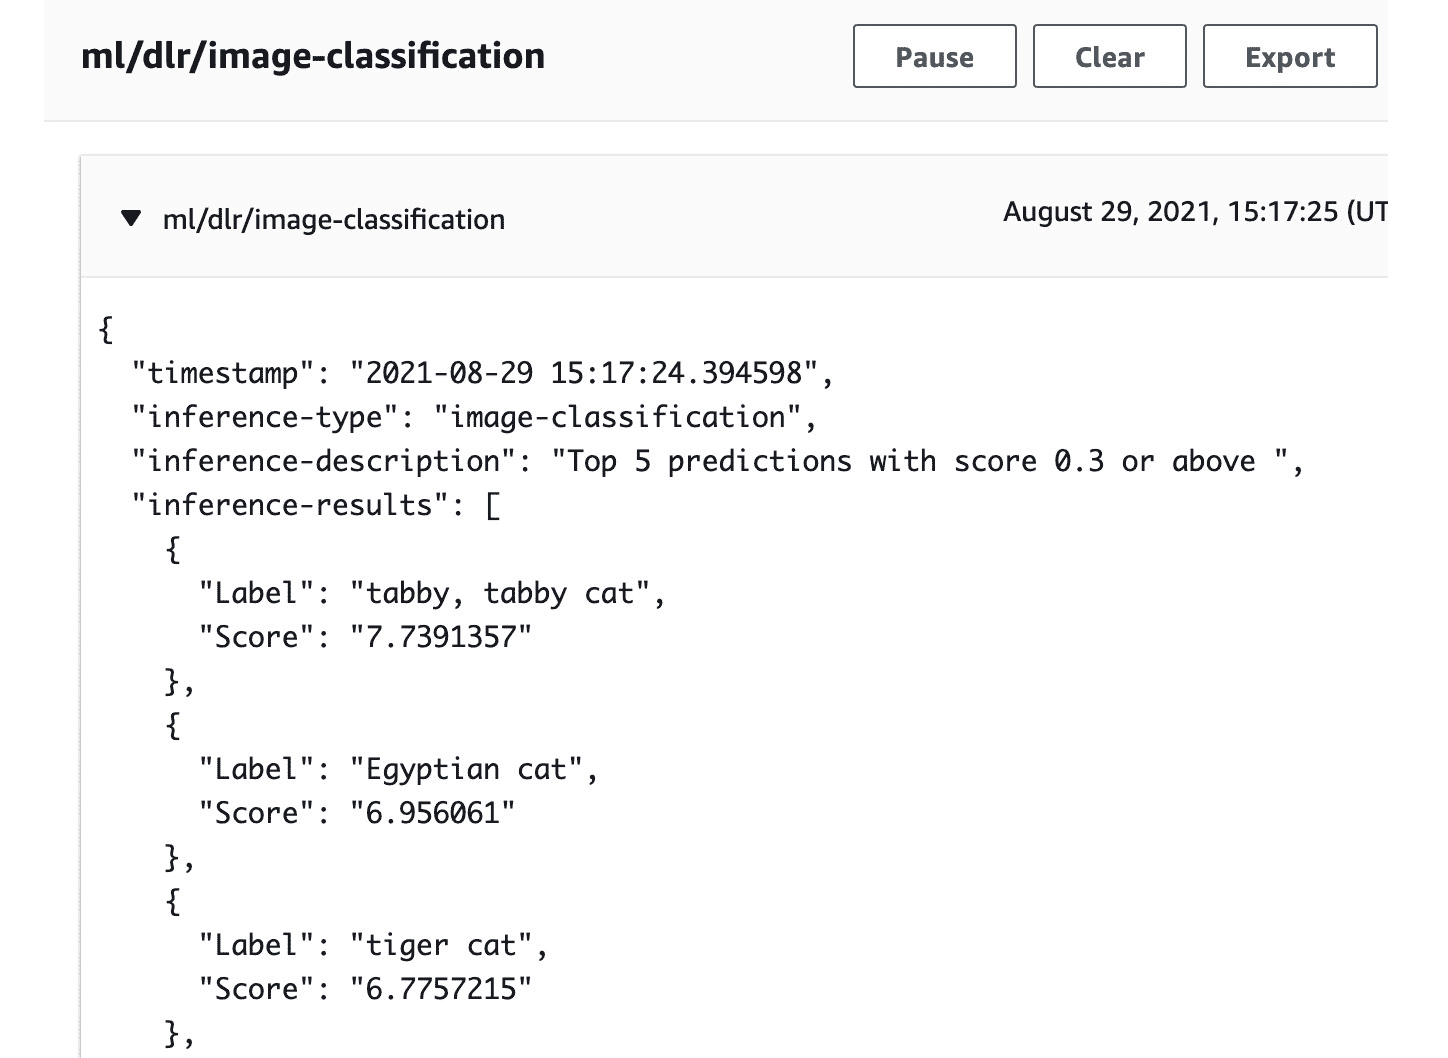 ml/dlr/image-classification
Pause
Clear
Export
ml/dlr/image-classification
August 29, 2021, 15:17:25 (UT
{
"timestamp": "2021-08-29 15:17:24.394598",
"inference-type": "image-classification",
"inference-description": "Top 5 predictions with score 0.3 or above ",
"inference-results": [
{
"Label": "tabby, tabby cat",
"Score": "7.7391357"
},
{
"Label": "Egyptian cat",
"Score": "6.956061"
},
{
"Label": "tiger cat",
"Score": "6.7757215"
},